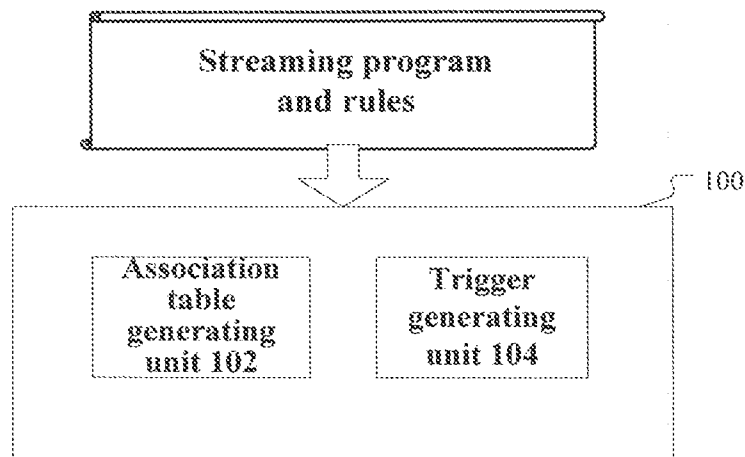 Streaming program
and rules
100
Association
table
generating
unit 102
Trigger
generating
unit 104